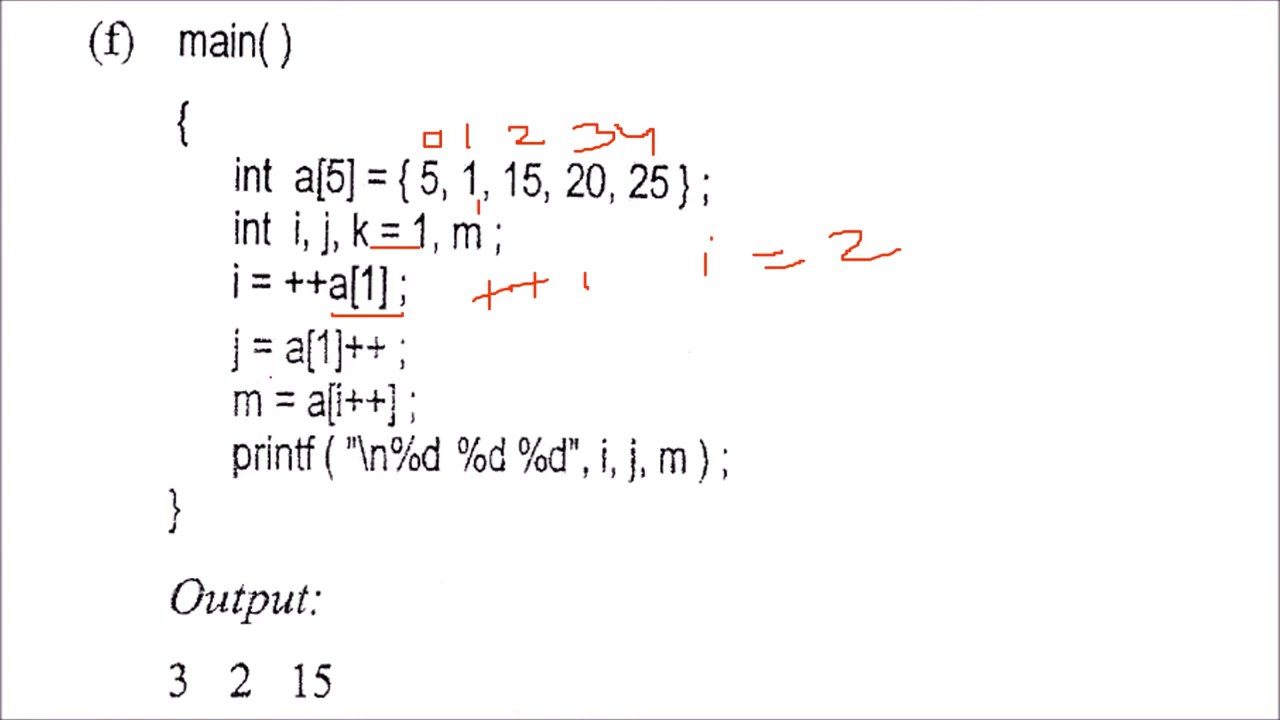 (f) main( )
{
0 1 2 3 4
int a[5] = { 5, 1, 15, 20, 25 } ;
int i, j, k = 1, m ;
i = 2
i = ++a[1] ; ++ 1
j = a[1]++ ;
m = a[i++] ;
printf ( "\n%d %d %d", i, j, m ) ;
}
Output:
3 2 15